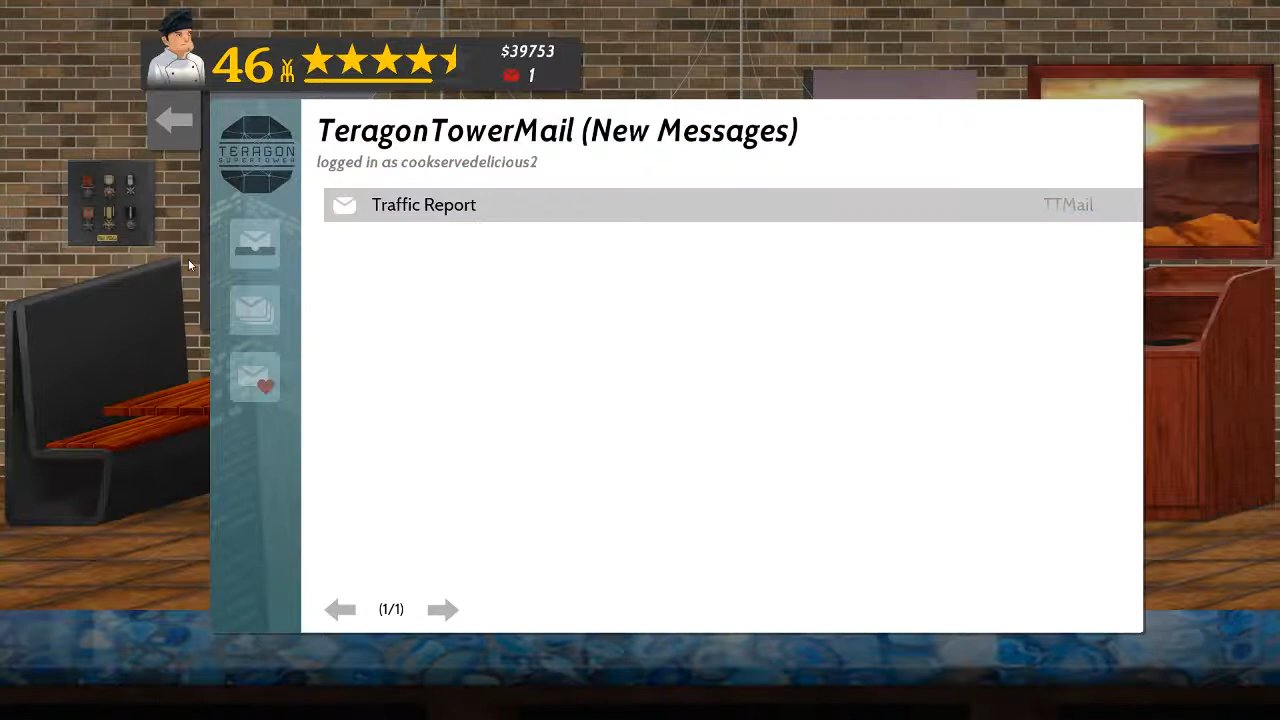 46
$39753
1
TeragonTowerMail (New Messages)
logged in as cookservedelicious2
TERAGON
SUPERTOWER
Traffic Report
TTMail
(1/1)